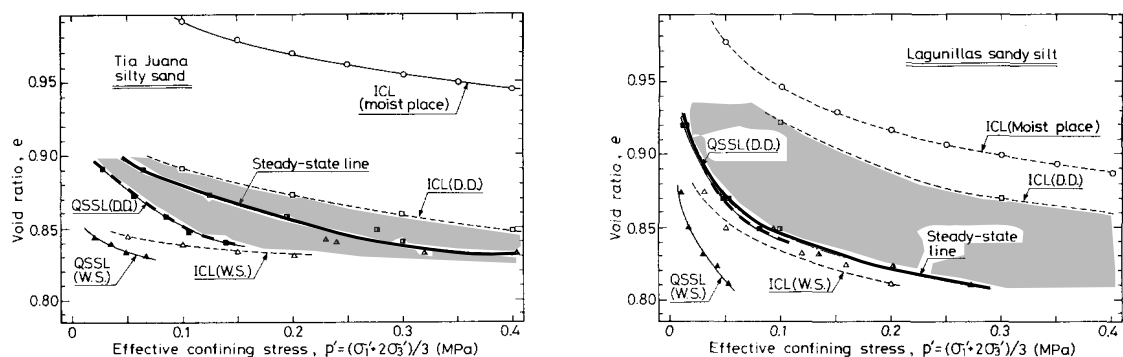 Tia Juana
silty sand
ICL
(moist place)
Steady-state line
QSSL(D.D.)
ICL(D.D.)
QSSL
(W.S.)
ICL(W.S.)
Void ratio, e
0.95
0.90
0.85
0.80
0
0.1
0.2
0.3
0.4
Effective confining stress, p'=(σ₁'+2σ₃')/3 (MPa)
Lagunillas sandy silt
ICL(Moist place)
QSSL(D.D.)
ICL(D.D.)
Steady-state
line
QSSL
(W.S.)
ICL(W.S.)
Void ratio, e
0.95
0.90
0.85
0.80
0
0.1
0.2
0.3
0.4
Effective confining stress, p'=(σ₁'+2σ₃')/3 (MPa)